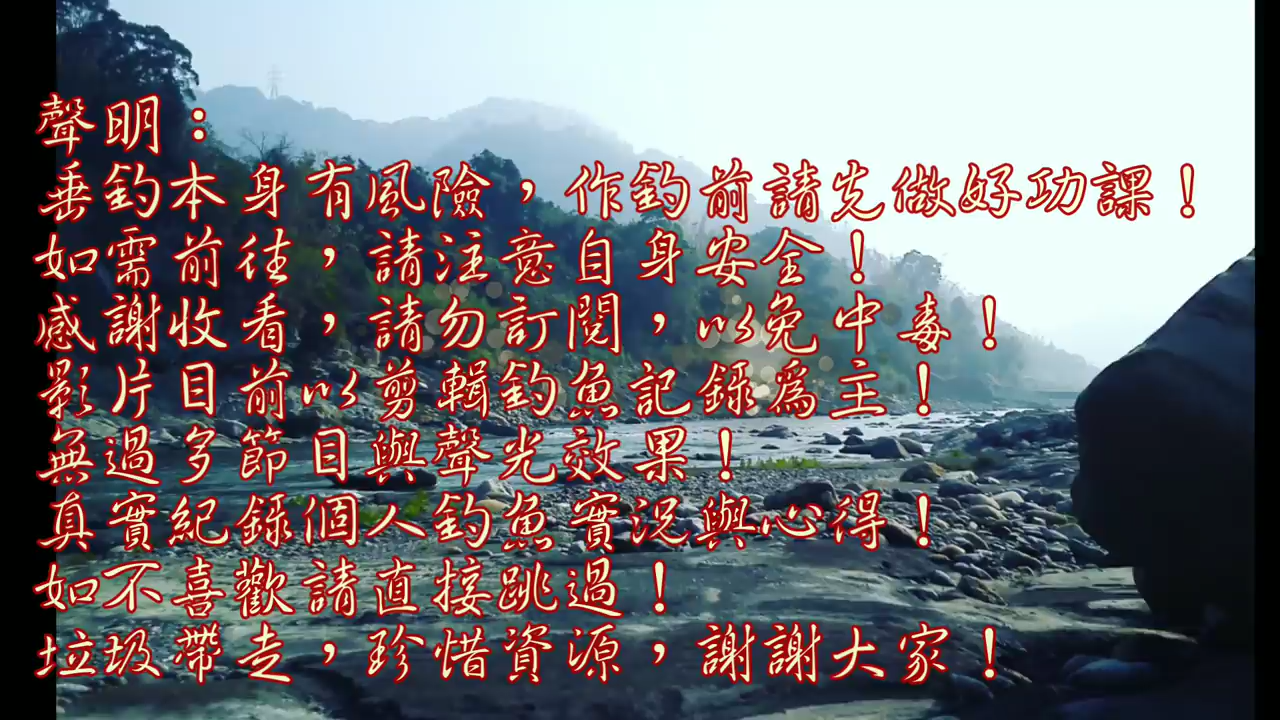 聲明：
垂釣本身有風險，作釣前請先做好功課！
如需前往，請注意自身安全！
感謝收看，請勿訂閱，以免中毒！
影片目前以剪輯釣魚記錄為主！
無過多節目與聲光效果！
真實紀錄個人釣魚實況與心得！
如不喜歡請直接跳過！
垃圾帶走，珍惜資源，謝謝大家！